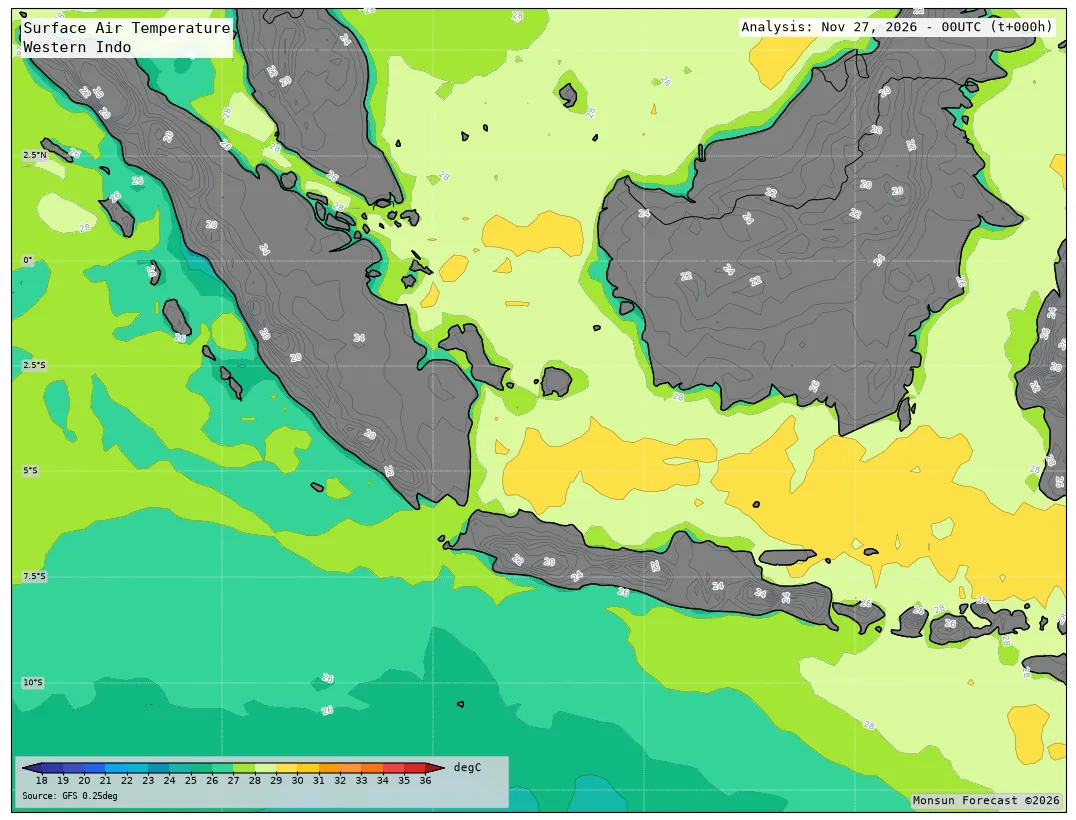 Surface Air Temperature
Western Indo
Analysis: Nov 27, 2026 - 00UTC (t+000h)
2.5°N
0°
2.5°S
5°S
7.5°S
10°S
degC
18 19 20 21 22 23 24 25 26 27 28 29 30 31 32 33 34 35 36
Source: GFS 0.25deg
Monsun Forecast ©2026